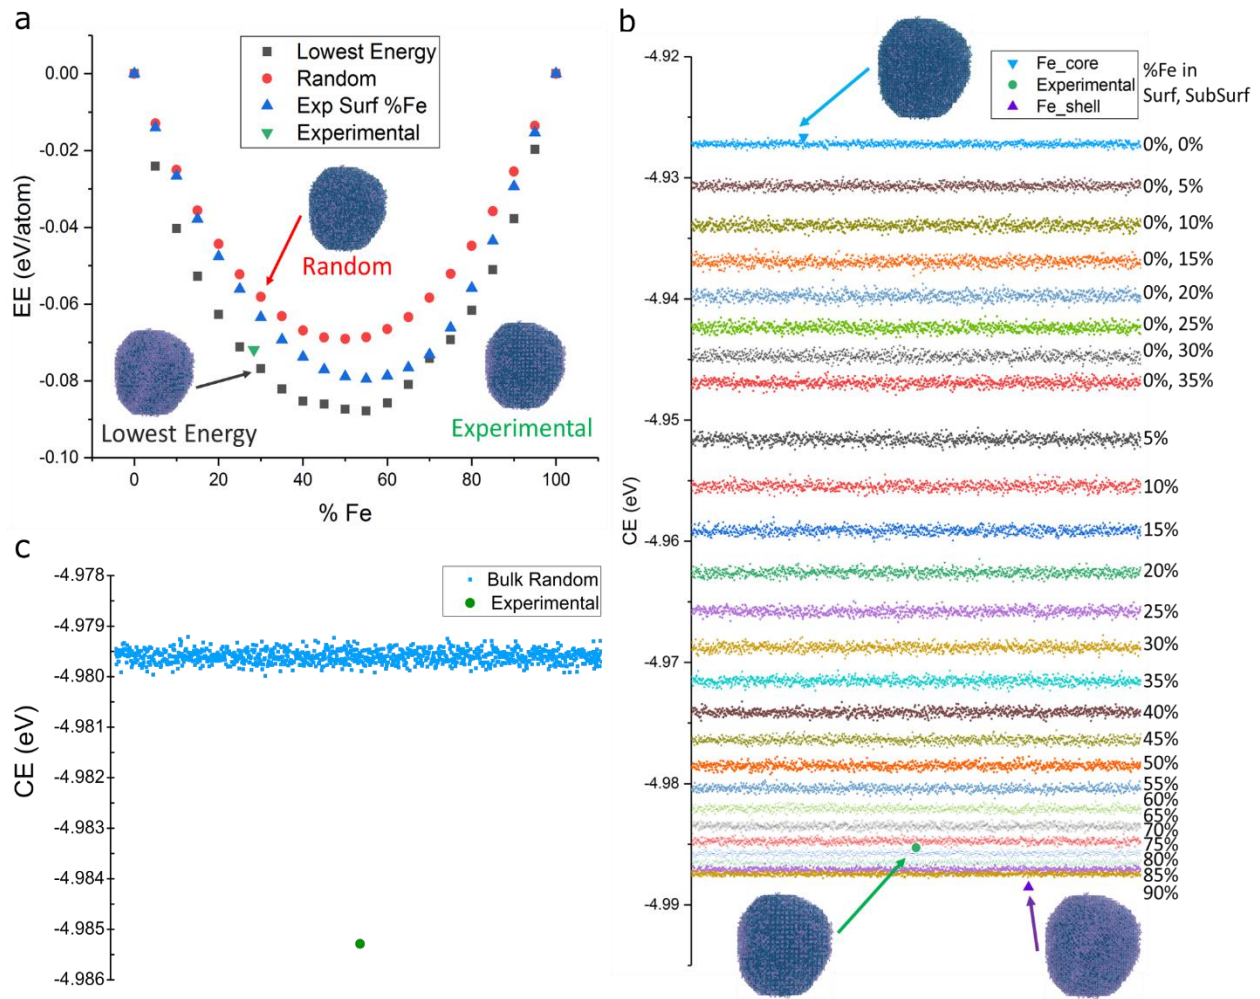 a
EE (eV/atom)
0.00
-0.02
-0.04
-0.06
-0.08
-0.10
Lowest Energy
Random
Exp Surf %Fe
Experimental
Random
Lowest Energy
Experimental
0
20
40
60
80
100
% Fe
b
CE (eV)
-4.92
-4.93
-4.94
-4.95
-4.96
-4.97
-4.98
-4.99
Fe_core
Experimental
Fe_shell
%Fe in
Surf, SubSurf
0%, 0%
0%, 5%
0%, 10%
0%, 15%
0%, 20%
0%, 25%
0%, 30%
0%, 35%
5%
10%
15%
20%
25%
30%
35%
40%
45%
50%
55%
60%
65%
70%
75%
80%
85%
90%
c
CE (eV)
-4.978
-4.979
-4.980
-4.981
-4.982
-4.983
-4.984
-4.985
-4.986
Bulk Random
Experimental